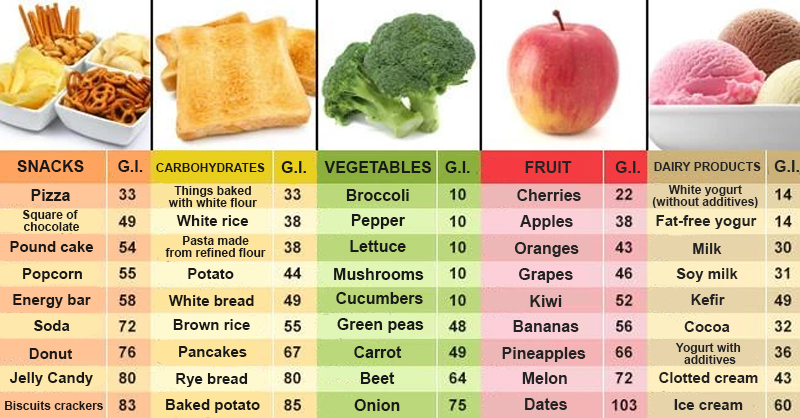 SNACKS G.I. CARBOHYDRATES G.I. VEGETABLES G.I. FRUIT G.I. DAIRY PRODUCTS G.I.
Pizza 33 Things baked with white flour 33 Broccoli 10 Cherries 22 White yogurt (without additives) 14
Square of chocolate 49 White rice 38 Pepper 10 Apples 38 Fat-free yogur 14
Pound cake 54 Pasta made from refined flour 38 Lettuce 10 Oranges 43 Milk 30
Popcorn 55 Potato 44 Mushrooms 10 Grapes 46 Soy milk 31
Energy bar 58 White bread 49 Cucumbers 10 Kiwi 52 Kefir 49
Soda 72 Brown rice 55 Green peas 48 Bananas 56 Cocoa 32
Donut 76 Pancakes 67 Carrot 49 Pineapples 66 Yogurt with additives 36
Jelly Candy 80 Rye bread 80 Beet 64 Melon 72 Clotted cream 43
Biscuits crackers 83 Baked potato 85 Onion 75 Dates 103 Ice cream 60